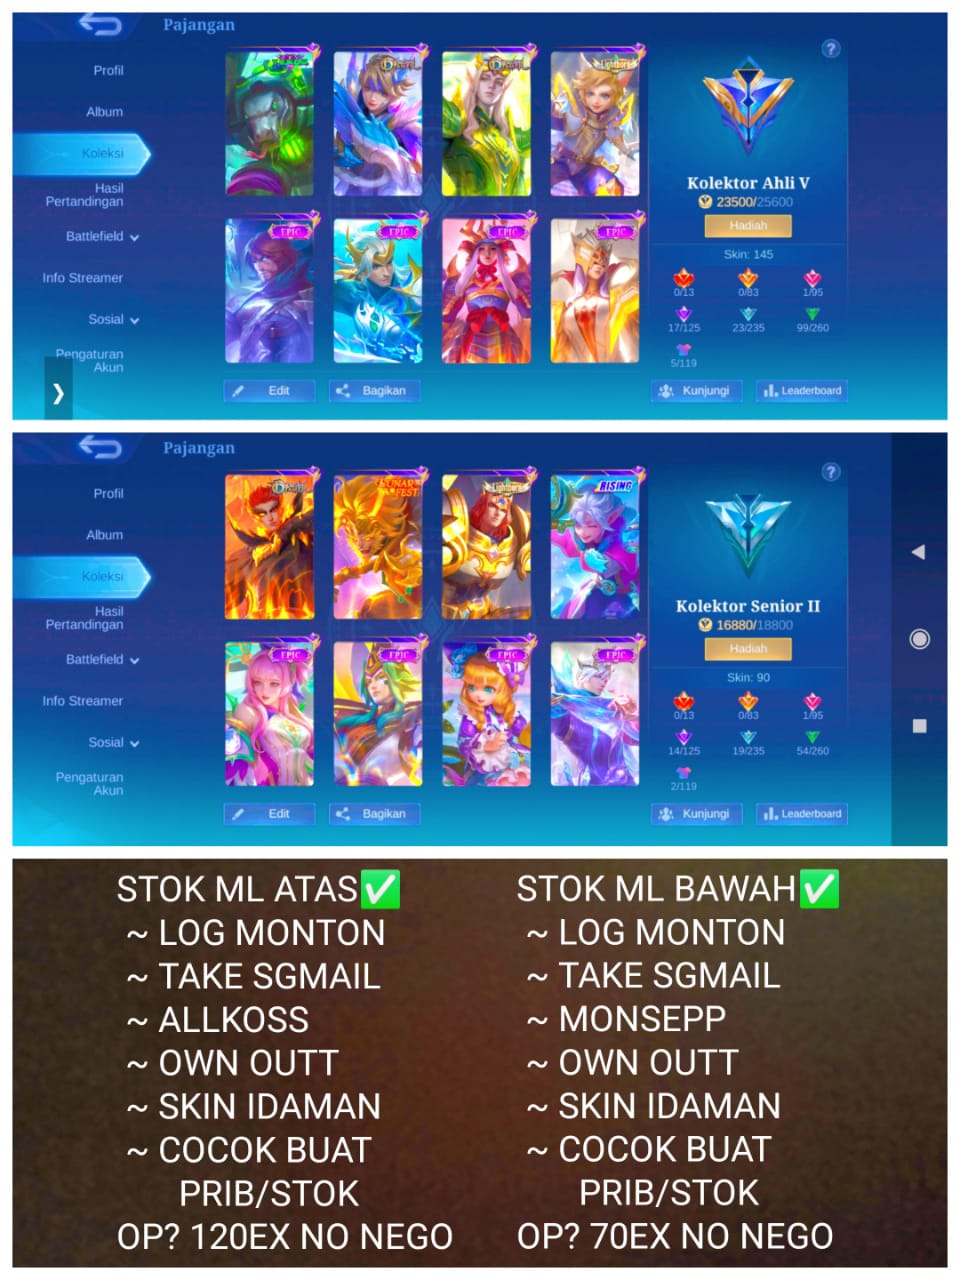 Pajangan
Profil
Album
Koleksi
Hasil
Pertandingan
Battlefield
Info Streamer
Sosial
Pengaturan
Akun
EPIC
EPIC
EPIC
EPIC
Lightborn
Edit
Bagikan
?
Kolektor Ahli V
23500/25600
Hadiah
Skin: 145
0/13
0/83
1/95
17/125
23/235
99/260
5/119
Kunjungi
Leaderboard
Pajangan
Profil
Album
Koleksi
Hasil
Pertandingan
Battlefield
Info Streamer
Sosial
Pengaturan
Akun
LUNAR
FEST
Lightborn
RISING
EPIC
EPIC
EPIC
EPIC
Edit
Bagikan
?
Kolektor Senior II
16880/18800
Hadiah
Skin: 90
0/13
0/83
1/95
14/125
19/235
54/260
2/119
Kunjungi
Leaderboard
STOK ML ATAS✅
~ LOG MONTON
~ TAKE SGMAIL
~ ALLKOSS
~ OWN OUTT
~ SKIN IDAMAN
~ COCOK BUAT
PRIB/STOK
OP? 120EX NO NEGO
STOK ML BAWAH✅
~ LOG MONTON
~ TAKE SGMAIL
~ MONSEPP
~ OWN OUTT
~ SKIN IDAMAN
~ COCOK BUAT
PRIB/STOK
OP? 70EX NO NEGO